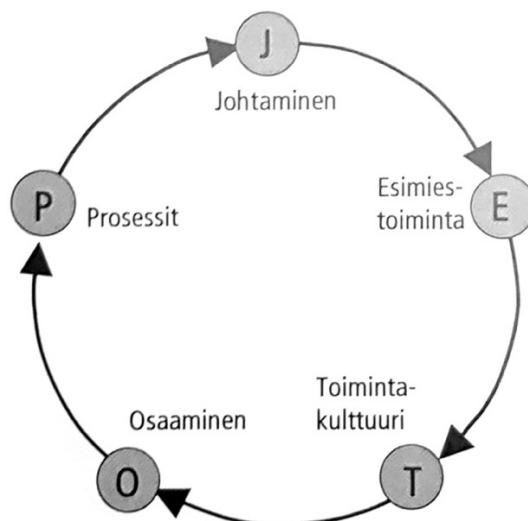 J
Johtaminen
Esimies-
toiminta
E
Toiminta-
kulttuuri
T
Osaaminen
O
P
Prosessit